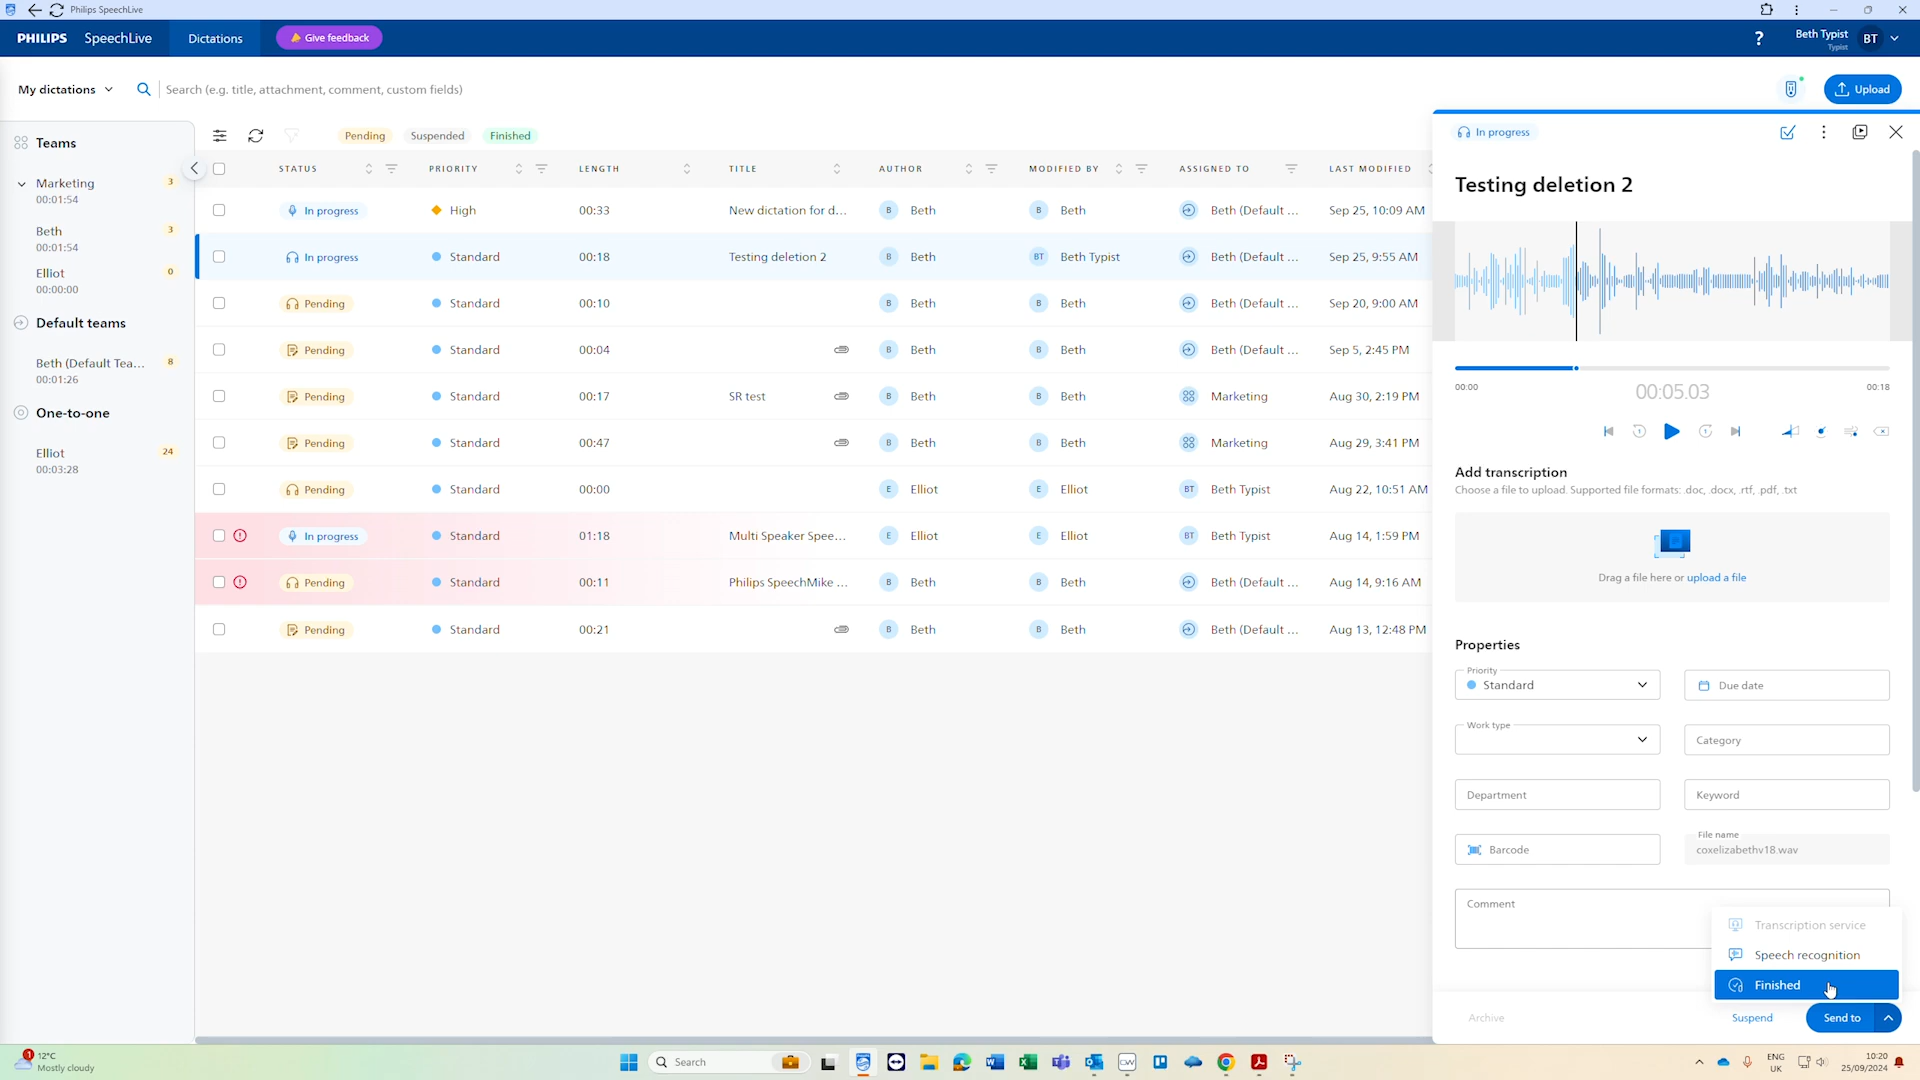 Philips SpeechLive
PHILIPS SpeechLive Dictations Give feedback ? Beth Typist Typist BT
My dictations Search (e.g. title, attachment, comment, custom fields) Upload
Teams
Marketing 3
00:01:54
Beth 3
00:01:54
Elliot 0
00:00:00
Default teams
Beth (Default Tea... 8
00:01:26
One-to-one
Elliot 24
00:03:28
Pending Suspended Finished
STATUS PRIORITY LENGTH TITLE AUTHOR MODIFIED BY ASSIGNED TO LAST MODIFIED
In progress High 00:33 New dictation for d... B Beth B Beth Beth (Default ... Sep 25, 10:09 AM
In progress Standard 00:18 Testing deletion 2 B Beth BT Beth Typist Beth (Default ... Sep 25, 9:55 AM
Pending Standard 00:10 B Beth B Beth Beth (Default ... Sep 20, 9:00 AM
Pending Standard 00:04 B Beth B Beth Beth (Default ... Sep 5, 2:45 PM
Pending Standard 00:17 SR test B Beth B Beth Marketing Aug 30, 2:19 PM
Pending Standard 00:47 B Beth B Beth Marketing Aug 29, 3:41 PM
Pending Standard 00:00 E Elliot E Elliot BT Beth Typist Aug 22, 10:51 AM
In progress Standard 01:18 Multi Speaker Spee... E Elliot E Elliot BT Beth Typist Aug 14, 1:59 PM
Pending Standard 00:11 Philips SpeechMike ... B Beth B Beth Beth (Default ... Aug 14, 9:16 AM
Pending Standard 00:21 B Beth B Beth Beth (Default ... Aug 13, 12:48 PM
In progress
Testing deletion 2
00:00 00:05.03 00:18
Add transcription
Choose a file to upload. Supported file formats: .doc, .docx, .rtf, .pdf, .txt
Drag a file here or upload a file
Properties
Priority
Standard Due date
Work type
Category
Department Keyword
File name
Barcode coxelizabethv18.wav
Comment
Transcription service
Speech recognition
Finished
Archive Suspend Send to
1 12°C
Mostly cloudy
Search
CW
ENG
UK
10:20
25/09/2024